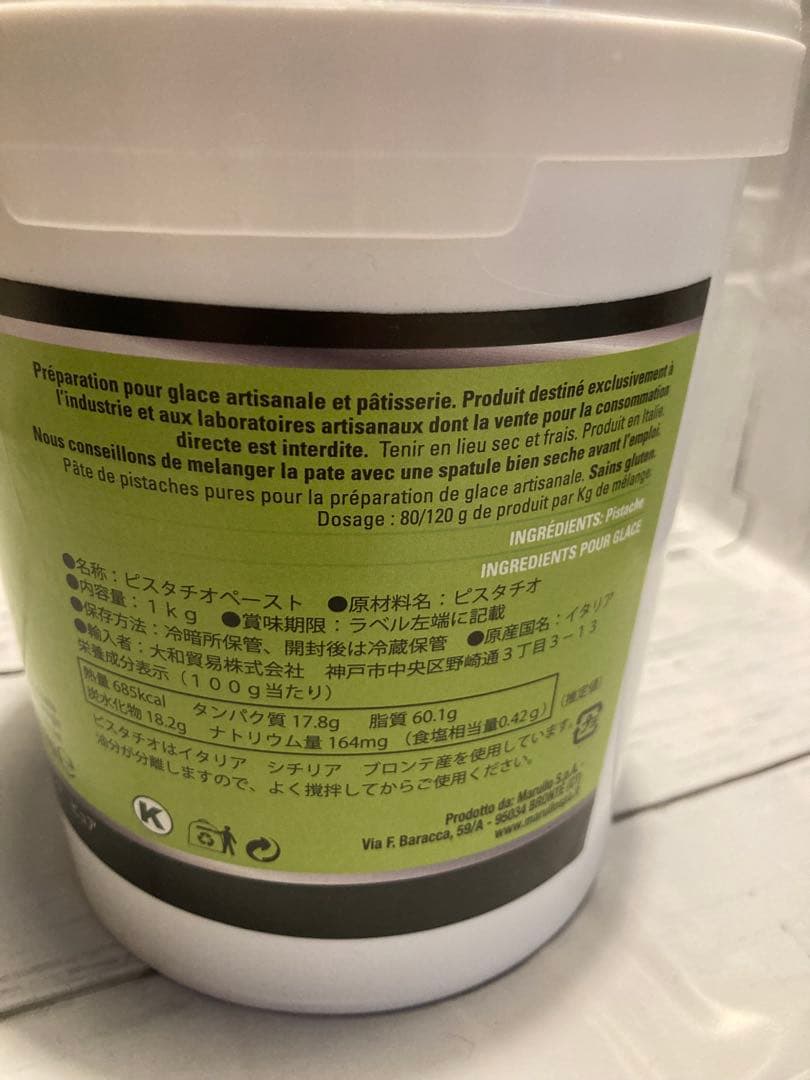 Préparation pour glace artisanale et pâtisserie. Produit destiné exclusivement à
l'industrie et aux laboratoires artisanaux dont la vente pour la consommation
directe est interdite. Tenir en lieu sec et frais. Produit en Italie.
Nous conseillons de melanger la pate avec une spatule bien seche avant l'emploi.
Pâte de pistaches pures pour la préparation de glace artisanale. Sains gluten.
Dosage : 80/120 g de produit par Kg de mélange.
INGRÉDIENTS: Pistache
INGREDIENTS POUR GLACE
●名称：ピスタチオペースト ●原材料名：ピスタチオ
●内容量：１ｋｇ ●賞味期限：ラベル左端に記載
●保存方法：冷暗所保管、開封後は冷蔵保管 ●原産国名：イタリア
●輸入者：大和貿易株式会社 神戸市中央区野崎通３丁目３－１３
栄養成分表示（１００ｇ当たり）
熱量 685kcal タンパク質 17.8g 脂質 60.1g
炭水化物 18.2g ナトリウム量 164mg （食塩相当量0.42g） （推定値）
ピスタチオはイタリア シチリア ブロンテ産を使用しています。
油分が分離しますので、よく撹拌してからご使用ください。
K
Prodotto da: Marullo S.p.A. -
Via F. Baracca, 59/A - 95034 BRONTE (CT)